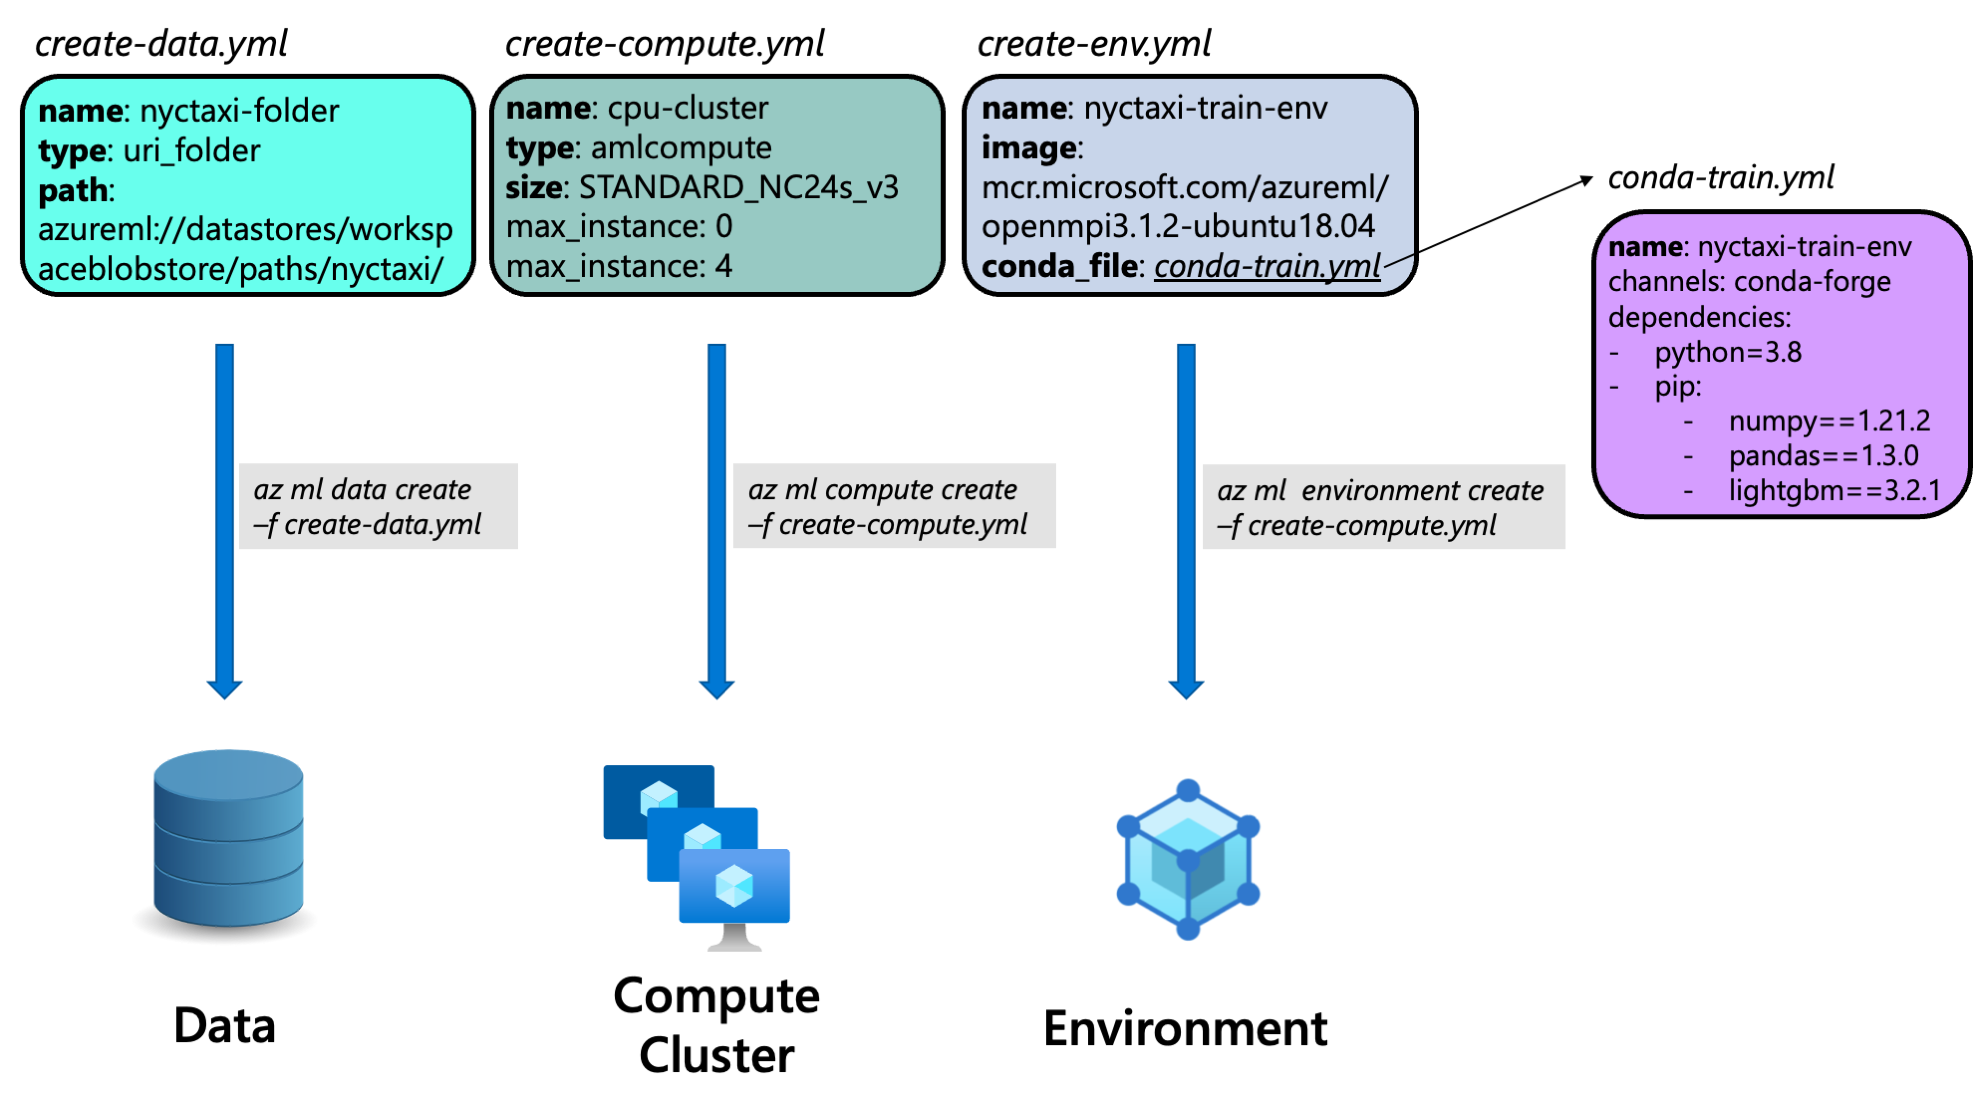 create-data.yml
name: nyctaxi-folder
type: uri_folder
path:
azureml://datastores/worksp
aceblobstore/paths/nyctaxi/
create-compute.yml
name: cpu-cluster
type: amlcompute
size: STANDARD_NC24s_v3
max_instance: 0
max_instance: 4
create-env.yml
name: nyctaxi-train-env
image:
mcr.microsoft.com/azureml/
openmpi3.1.2-ubuntu18.04
conda_file: conda-train.yml
conda-train.yml
name: nyctaxi-train-env
channels: conda-forge
dependencies:
- python=3.8
- pip:
- numpy==1.21.2
- pandas==1.3.0
- lightgbm==3.2.1
az ml data create
–f create-data.yml
az ml compute create
–f create-compute.yml
az ml  environment create
–f create-compute.yml
Data
Compute
Cluster
Environment